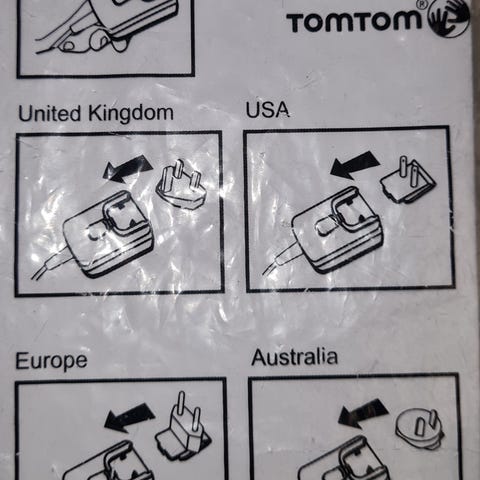 TOMTOM®
United Kingdom
USA
Europe
Australia